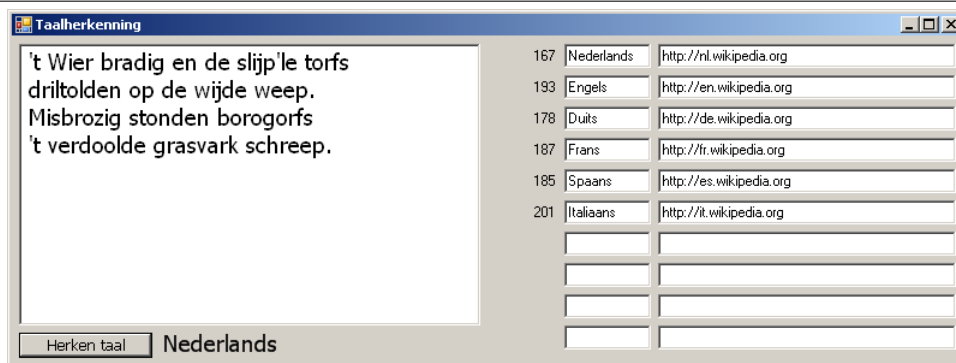 Taalherkenning
't Wier bradig en de slijp'le torfs
driltolden op de wijde weep.
Misbrozig stonden borogorfs
't verdoolde grasvark schreep.
167 Nederlands http://nl.wikipedia.org
193 Engels http://en.wikipedia.org
178 Duits http://de.wikipedia.org
187 Frans http://fr.wikipedia.org
185 Spaans http://es.wikipedia.org
201 Italiaans http://it.wikipedia.org
Herken taal Nederlands